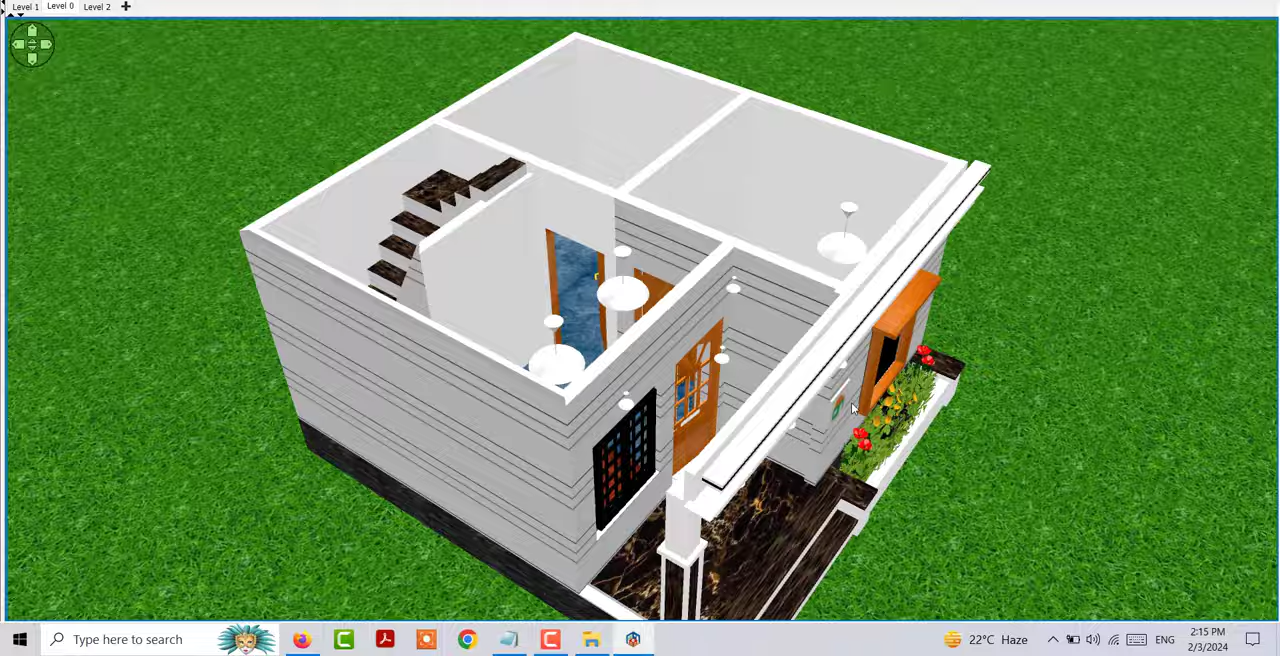 Level 1 Level 0 Level 2 +
Type here to search
22°C Haze
ENG
2:15 PM
2/3/2024